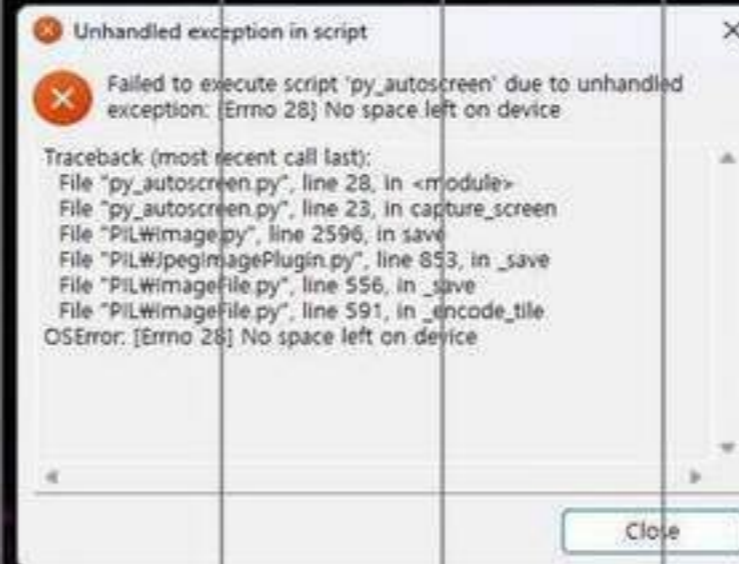 Unhandled exception in script
Failed to execute script 'py_autoscreen' due to unhandled
exception: [Errno 28] No space left on device
Traceback (most recent call last):
File "py_autoscreen.py", line 28, in <module>
File "py_autoscreen.py", line 23, in capture_screen
File "PIL₩Image.py", line 2596, in save
File "PIL₩JpegImagePlugin.py", line 853, in _save
File "PIL₩ImageFile.py", line 556, in _save
File "PIL₩ImageFile.py", line 591, in _encode_tile
OSError: [Errno 28] No space left on device
Close